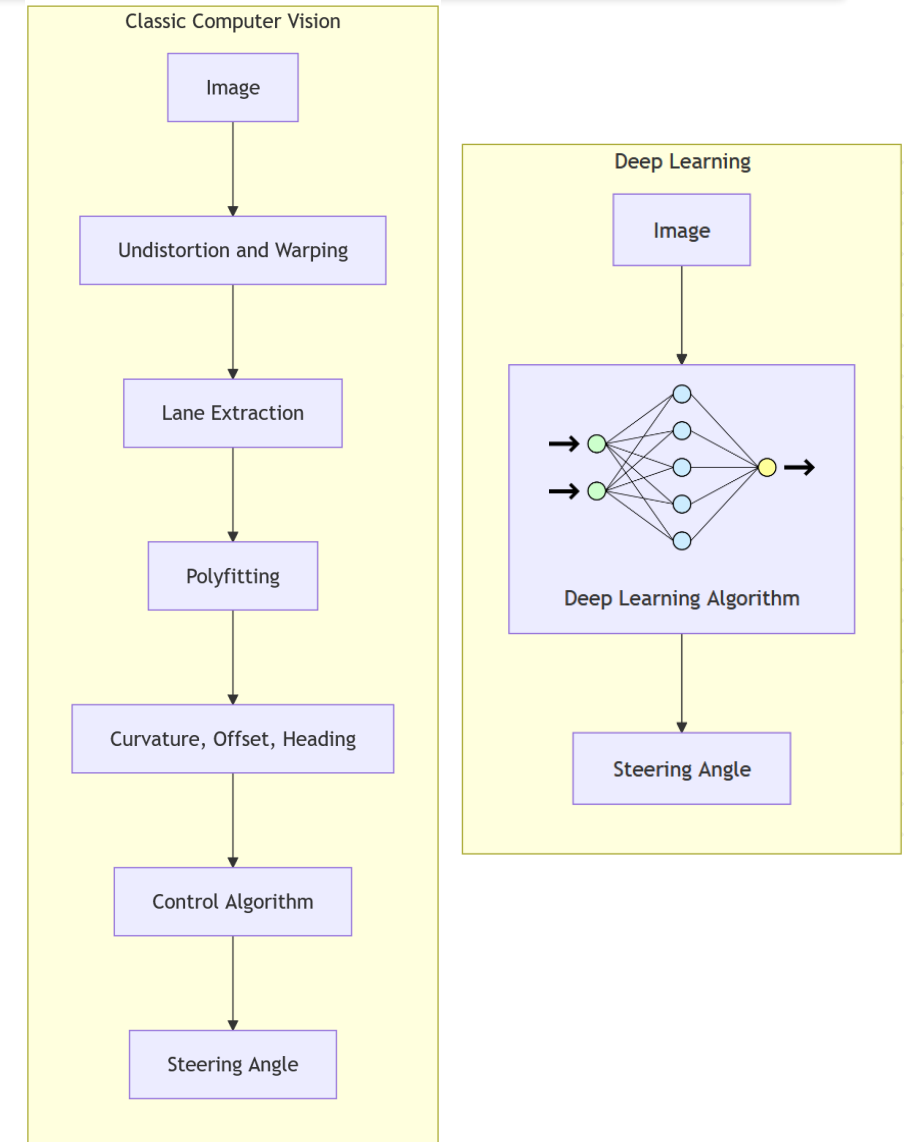 Classic Computer Vision
Image
Undistortion and Warping
Lane Extraction
Polyfitting
Curvature, Offset, Heading
Control Algorithm
Steering Angle
Deep Learning
Image
Deep Learning Algorithm
Steering Angle